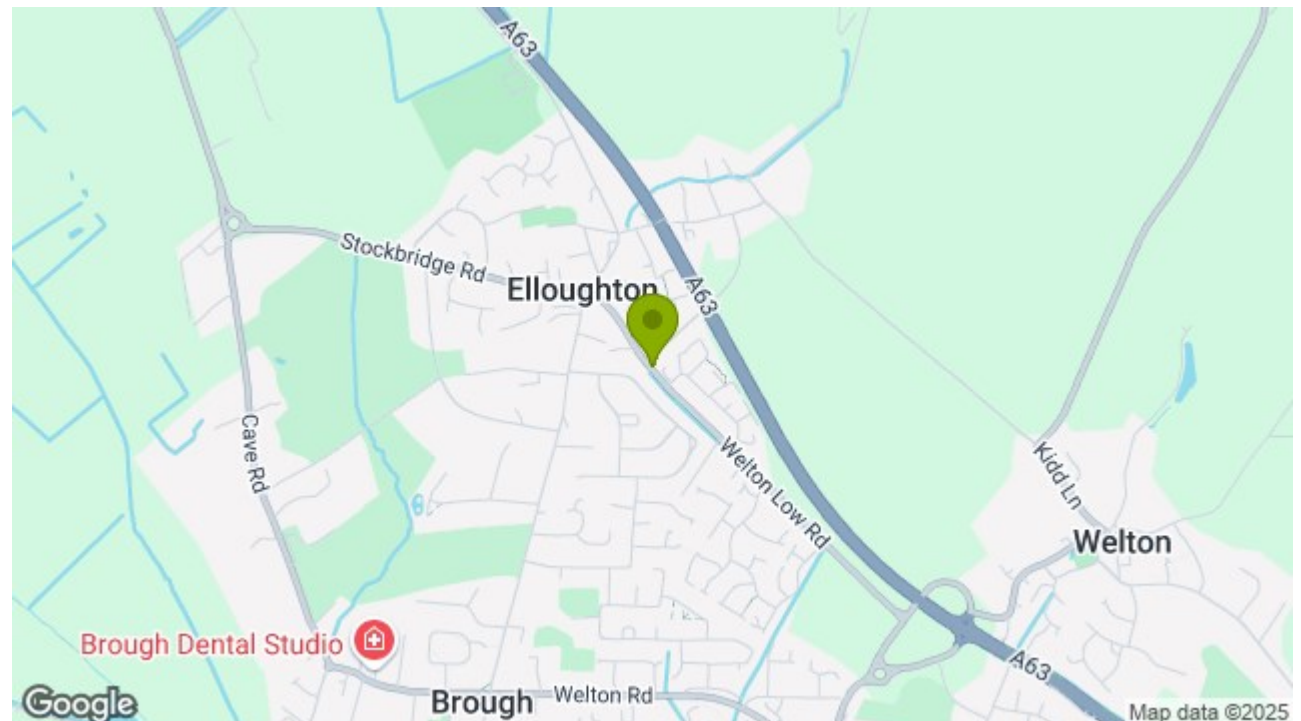 A63
Stockbridge Rd
Elloughton
A63
Cave Rd
Welton Low Rd
Kidd Ln
Welton
Brough Dental Studio
A63
Brough
Welton Rd
Google
Map data ©2025